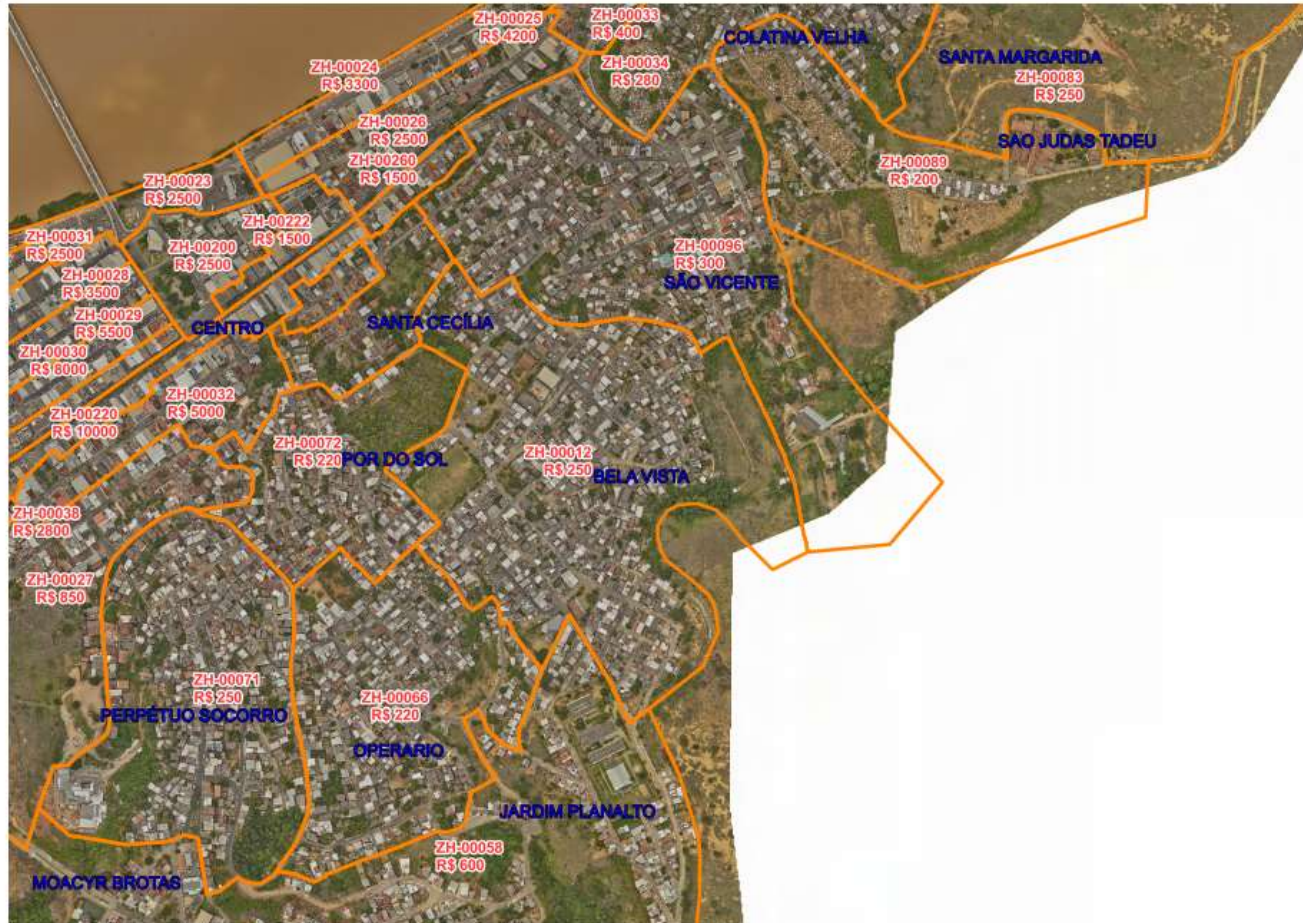 ZH-00025
R$ 4200
ZH-00033
R$ 400
COLATINA VELHA
SANTA MARGARIDA
ZH-00024
R$ 3300
ZH-00034
R$ 280
ZH-00083
R$ 250
ZH-00026
R$ 2500
SAO JUDAS TADEU
ZH-00260
R$ 1500
ZH-00089
R$ 200
ZH-00023
R$ 2500
ZH-00222
R$ 1500
ZH-00031
R$ 2500
ZH-00200
R$ 2500
ZH-00096
R$ 300
SÃO VICENTE
ZH-00028
R$ 3500
ZH-00029
R$ 5500
CENTRO
SANTA CECÍLIA
ZH-00030
R$ 8000
ZH-00032
R$ 5000
ZH-00220
R$ 10000
ZH-00072
R$ 220
POR DO SOL
ZH-00012
R$ 250
BELA VISTA
ZH-00038
R$ 2800
ZH-00027
R$ 850
ZH-00071
R$ 250
PERPÉTUO SOCORRO
ZH-00066
R$ 220
OPERARIO
JARDIM PLANALTO
ZH-00058
R$ 600
MOACYR BROTAS